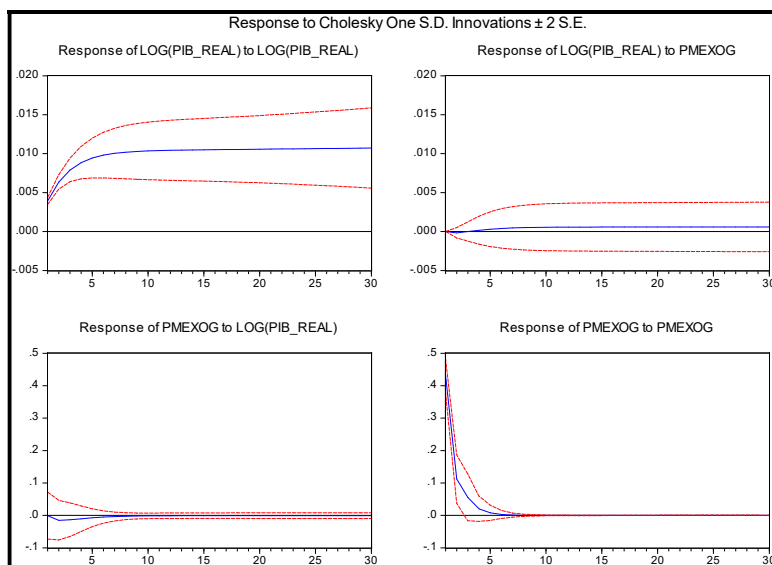 Response to Cholesky One S.D. Innovations ± 2 S.E.
Response of LOG(PIB_REAL) to LOG(PIB_REAL)
.020
.015
.010
.005
.000
-.005
5 10 15 20 25 30
Response of LOG(PIB_REAL) to PMEXOG
.020
.015
.010
.005
.000
-.005
5 10 15 20 25 30
Response of PMEXOG to LOG(PIB_REAL)
.5
.4
.3
.2
.1
.0
-.1
5 10 15 20 25 30
Response of PMEXOG to PMEXOG
.5
.4
.3
.2
.1
.0
-.1
5 10 15 20 25 30